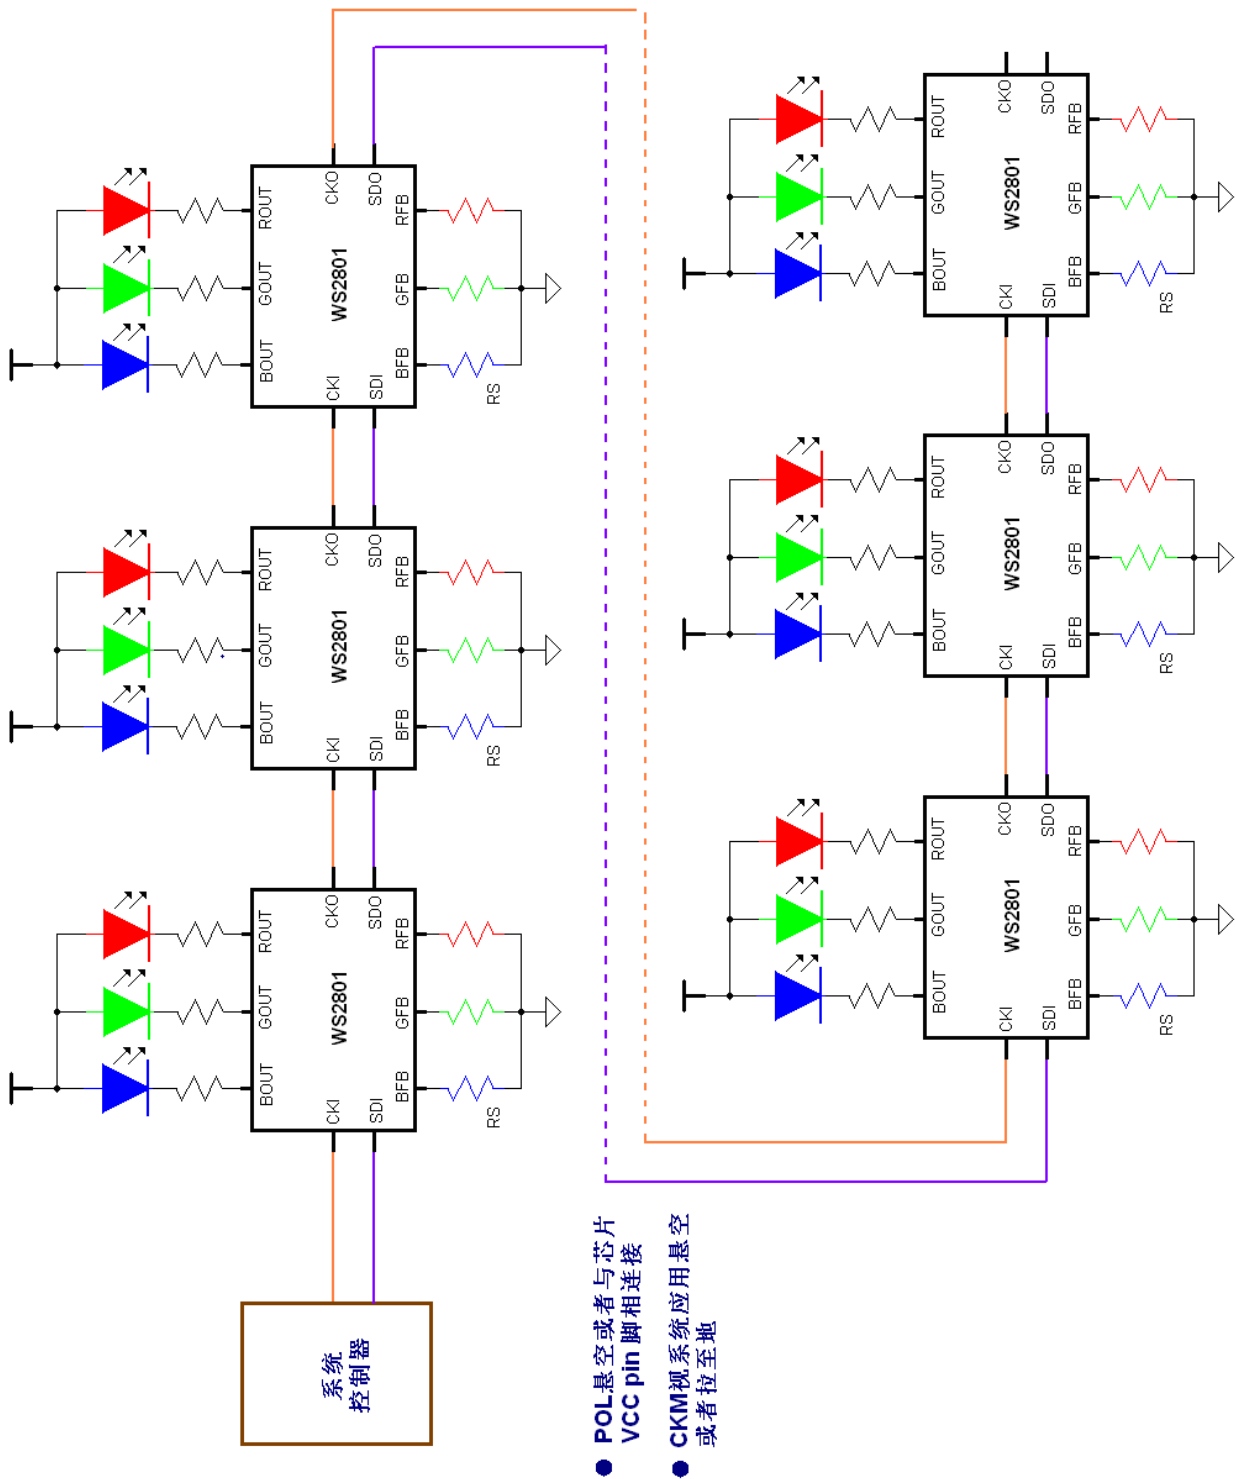 BOUT GOUT ROUT BOUT GOUT ROUT BOUT GOUT ROUT
系统
控制器
CKI CKO CKI CKO CKI CKO
WS2801 WS2801 WS2801
SDI SDO SDI SDO SDI SDO
BFB GFB RFB BFB GFB RFB BFB GFB RFB
RS RS RS
● POL悬空或者与芯片
VCC pin 脚相连接
● CKM视系统应用悬空
或者拉至地
BOUT GOUT ROUT BOUT GOUT ROUT BOUT GOUT ROUT
CKI CKO CKI CKO CKI CKO
WS2801 WS2801 WS2801
SDI SDO SDI SDO SDI SDO
BFB GFB RFB BFB GFB RFB BFB GFB RFB
RS RS RS